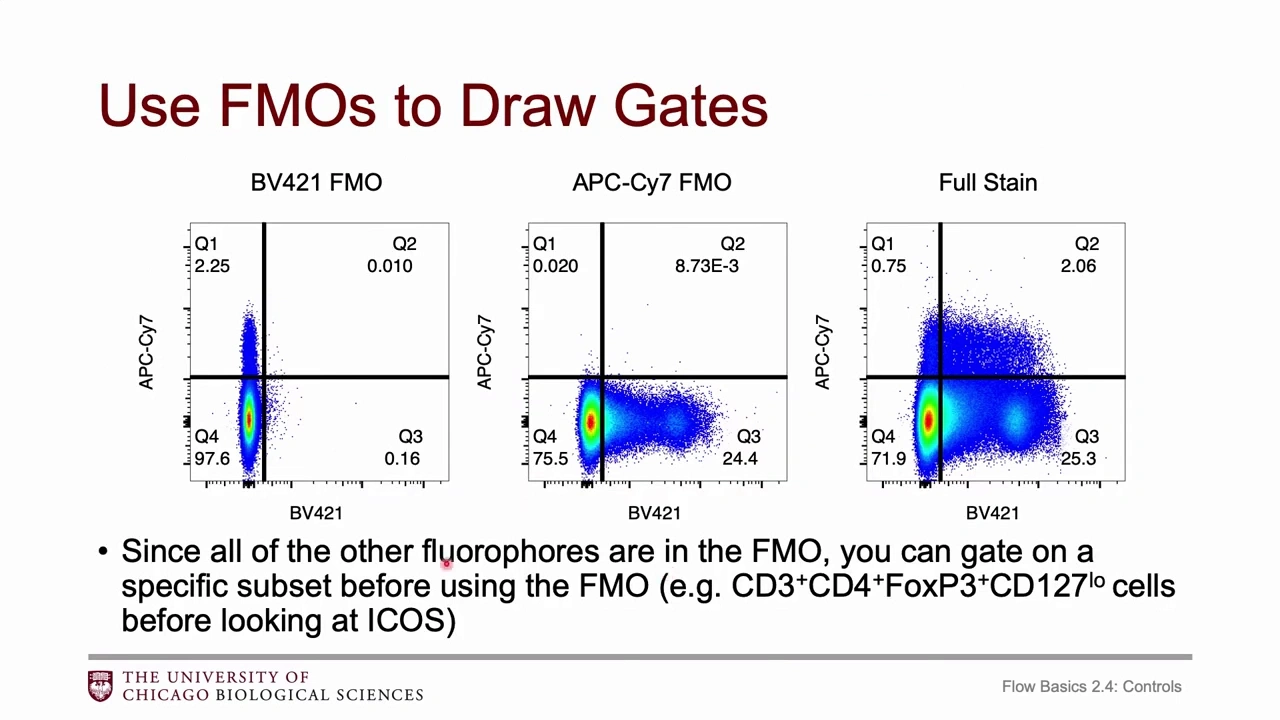 Use FMOs to Draw Gates
BV421 FMO
APC-Cy7 FMO
Full Stain
Q1
2.25
Q2
0.010
Q4
97.6
Q3
0.16
APC-Cy7
BV421
Q1
0.020
Q2
8.73E-3
Q4
75.5
Q3
24.4
APC-Cy7
BV421
Q1
0.75
Q2
2.06
Q4
71.9
Q3
25.3
APC-Cy7
BV421
• Since all of the other fluorophores are in the FMO, you can gate on a
specific subset before using the FMO (e.g. CD3⁺CD4⁺FoxP3⁺CD127ˡᵒ cells
before looking at ICOS)
THE UNIVERSITY OF
CHICAGO BIOLOGICAL SCIENCES
Flow Basics 2.4: Controls